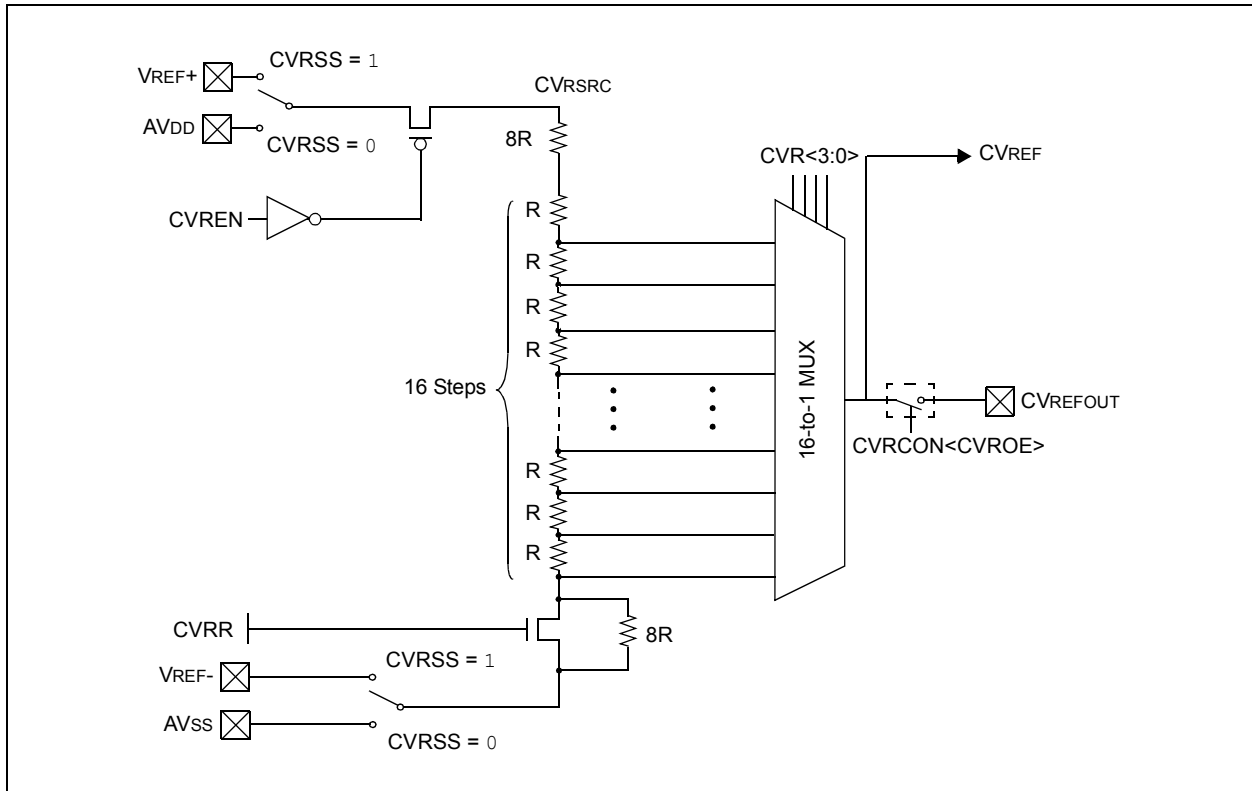 CVRSS = 1
VREF+
CVRSRC
AVDD
8R
CVRSS = 0
CVR<3:0>
CVREF
CVREN
R
R
R
R
16 Steps
16-to-1 MUX
CVREFOUT
CVRCON<CVROE>
R
R
R
CVRR
8R
CVRSS = 1
VREF-
AVSS
CVRSS = 0